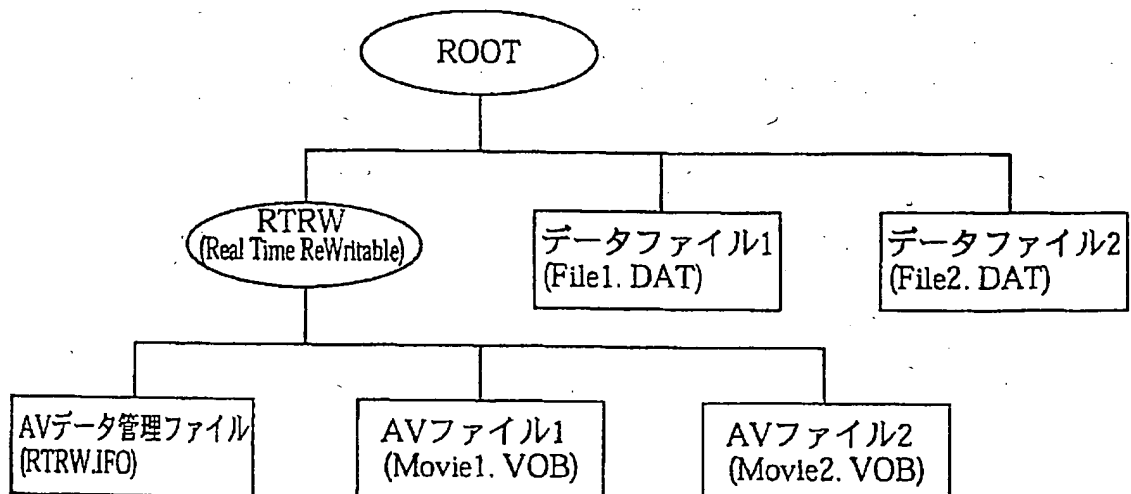 ROOT
RTRW
(Real Time ReWritable)
データファイル1
(File1. DAT)
データファイル2
(File2. DAT)
AVデータ管理ファイル
(RTRW.IFO)
AVファイル1
(Movie1. VOB)
AVファイル2
(Movie2. VOB)